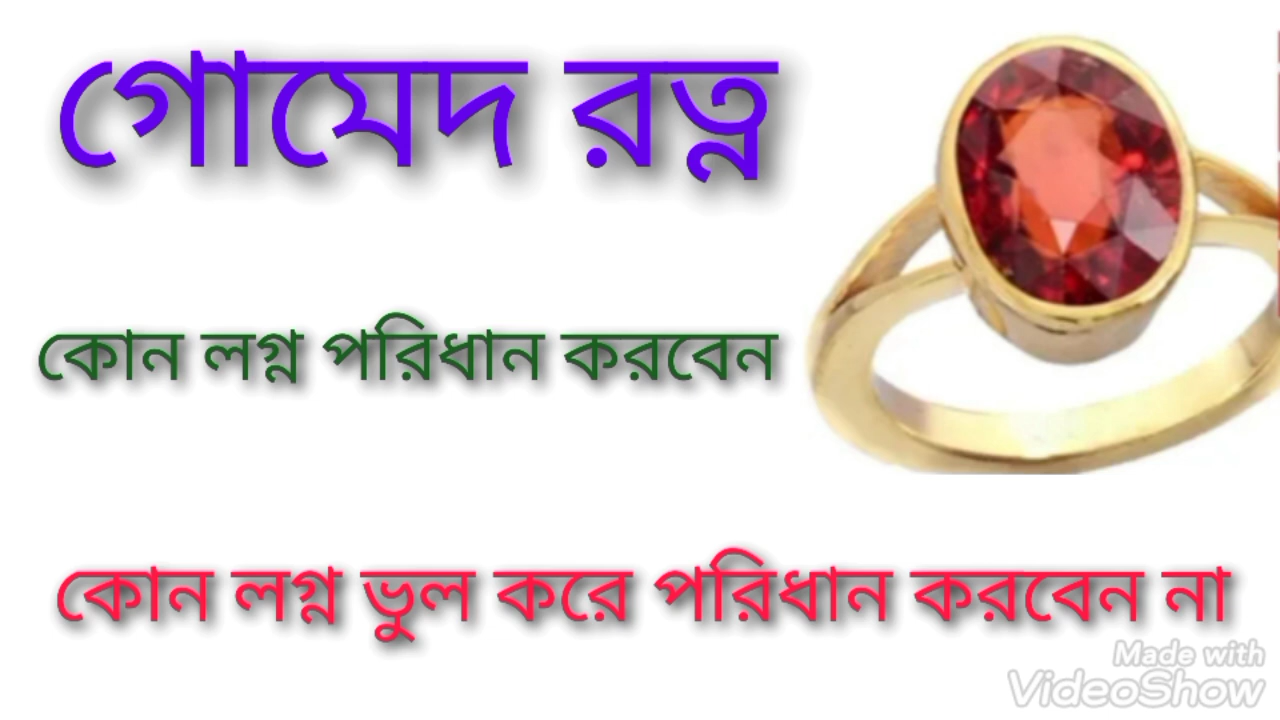 গোমেদ রত্ন
কোন লগ্ন পরিধান করবেন
কোন লগ্ন ভুল করে পরিধান করবেন না
Made with
VideoShow